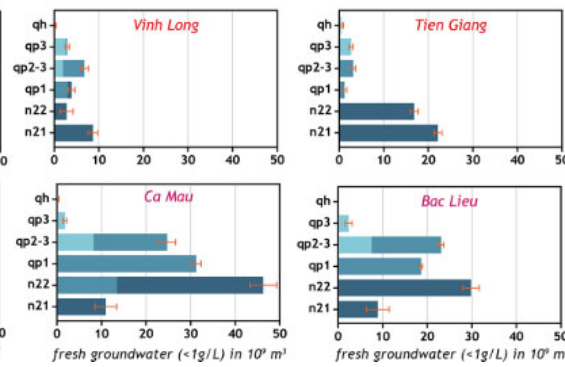 Vinh Long
qh
qp3
qp2-3
qp1
n22
n21
0 10 20 30 40 50
Tien Giang
qh
qp3
qp2-3
qp1
n22
n21
0 10 20 30 40 50
0
Ca Mau
qh
qp3
qp2-3
qp1
n22
n21
0 10 20 30 40 50
fresh groundwater (<1g/L) in 10⁹ m³
Bac Lieu
qh
qp3
qp2-3
qp1
n22
n21
0 10 20 30 40 50
fresh groundwater (<1g/L) in 10⁹ m
0